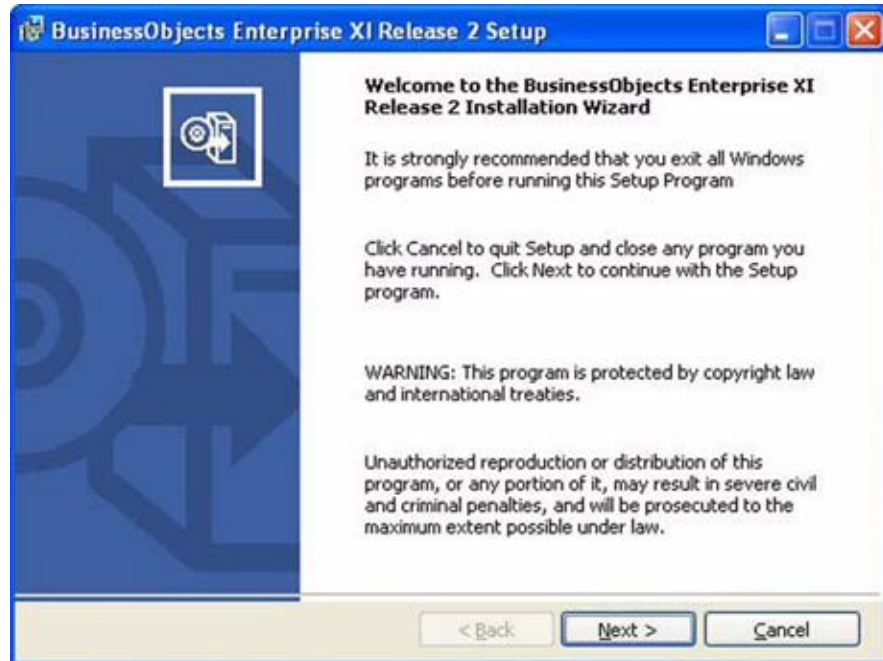 BusinessObjects Enterprise XI Release 2 Setup
Welcome to the BusinessObjects Enterprise XI
Release 2 Installation Wizard
It is strongly recommended that you exit all Windows
programs before running this Setup Program
Click Cancel to quit Setup and close any program you
have running. Click Next to continue with the Setup
program.
WARNING: This program is protected by copyright law
and international treaties.
Unauthorized reproduction or distribution of this
program, or any portion of it, may result in severe civil
and criminal penalties, and will be prosecuted to the
maximum extent possible under law.
< Back
Next >
Cancel